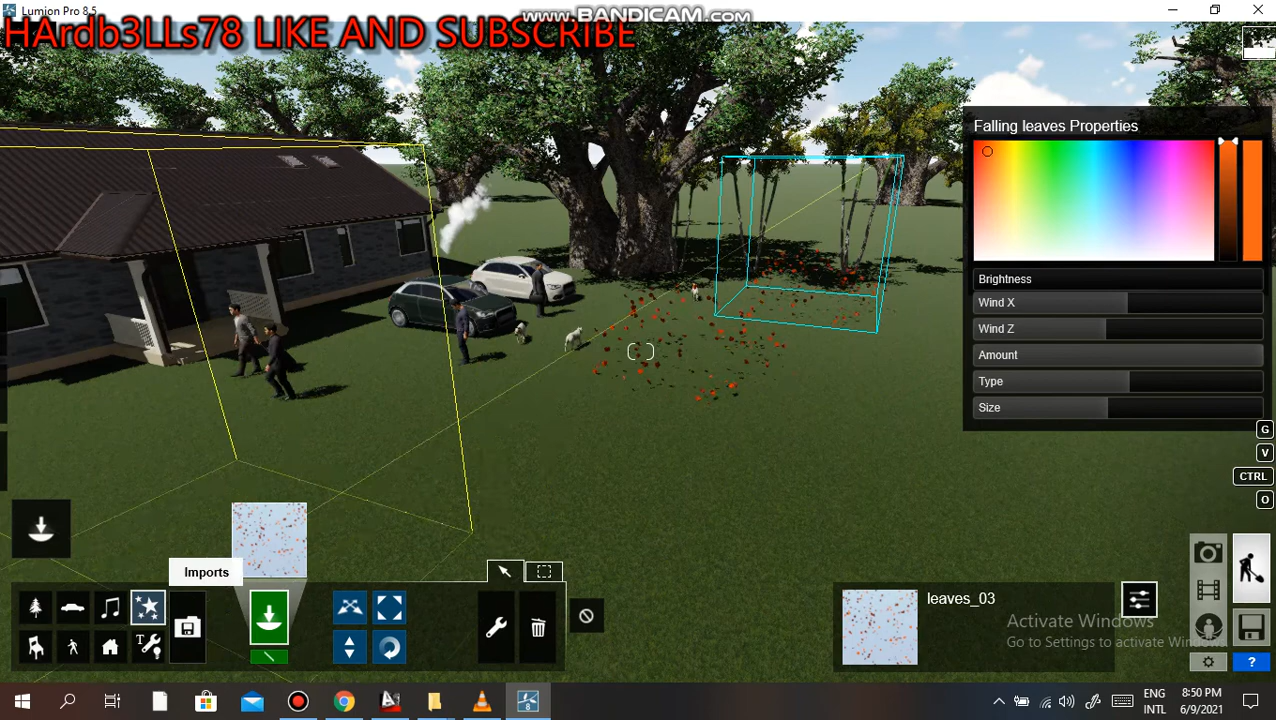 Lumion Pro 8.5
www.BANDICAM.com
HArdb3LLs78 LIKE AND SUBSCRIBE
Falling leaves Properties
Brightness
Wind X
Wind Z
Amount
Type
Size
G
V
CTRL
O
Imports
leaves_03
Activate Windows
Go to Settings to activate Windows.
?
8
ENG
INTL
8:50 PM
6/9/2021